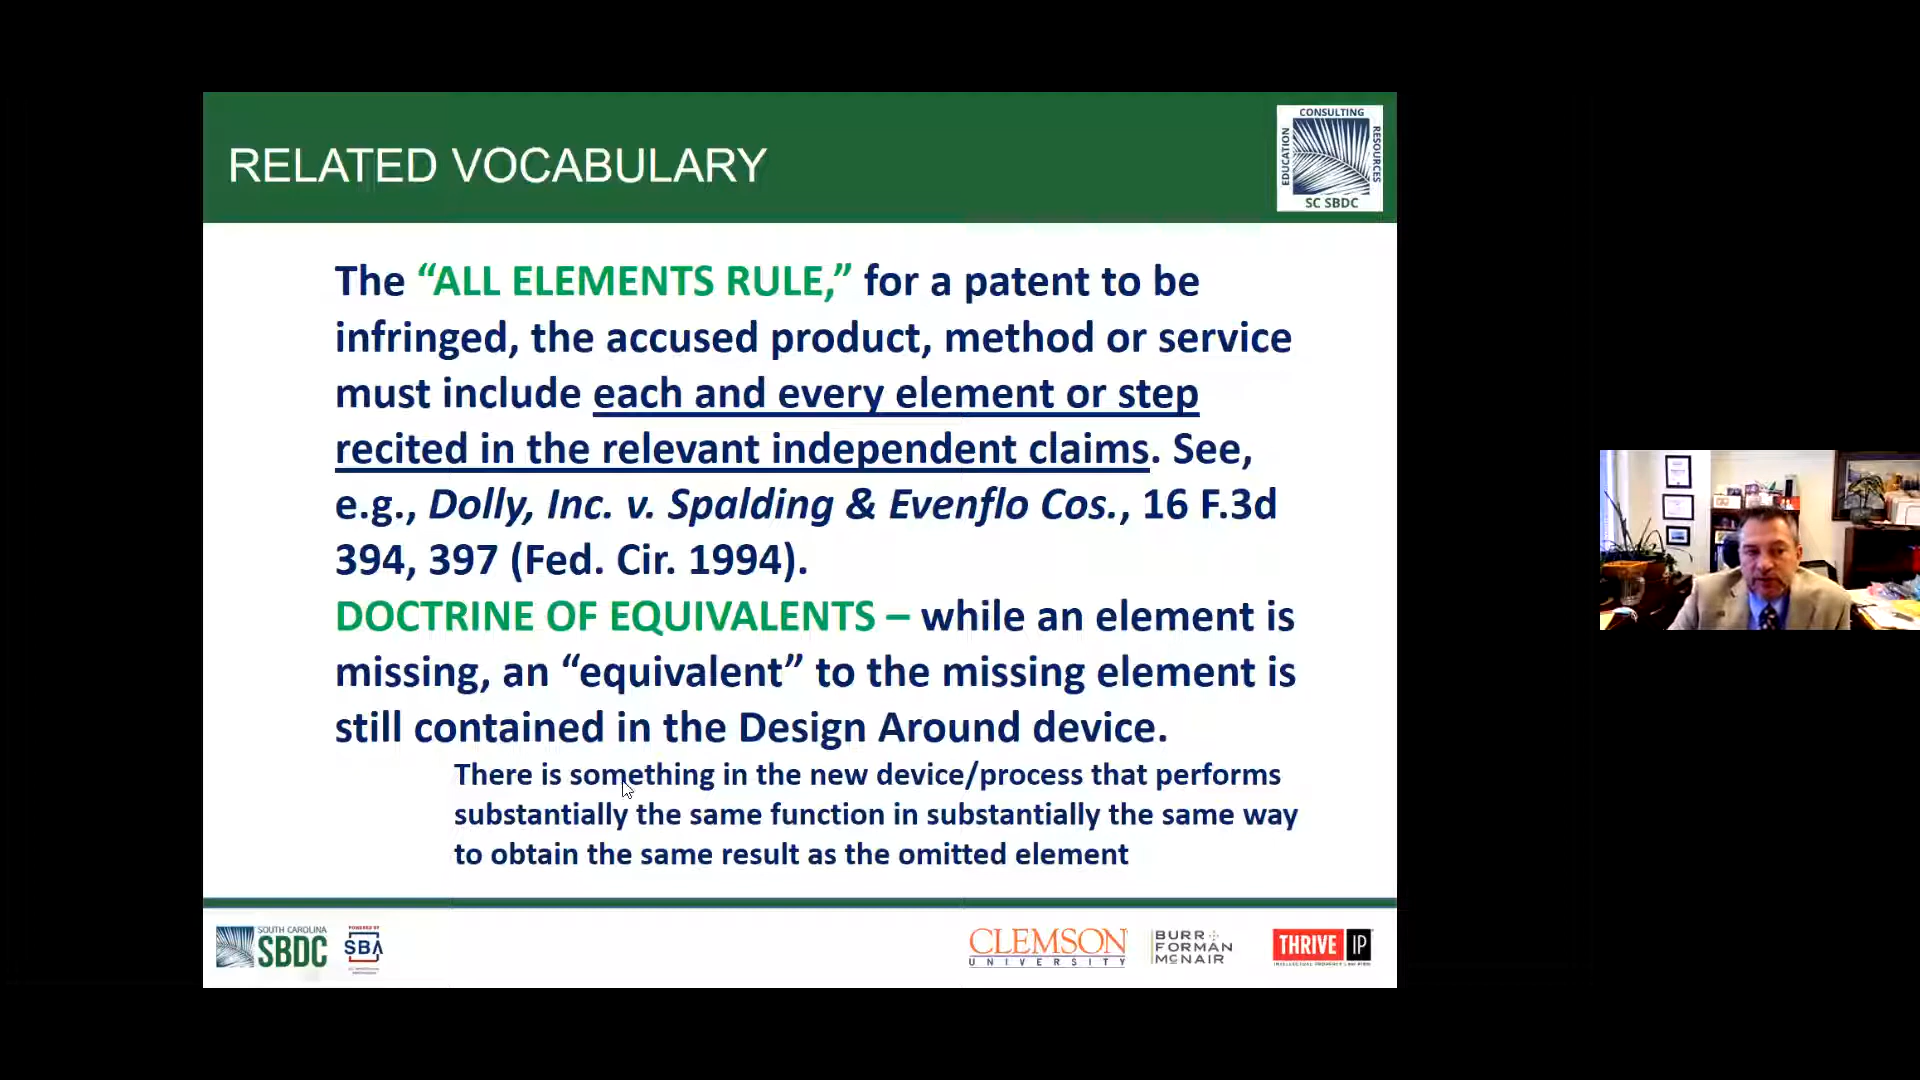 RELATED VOCABULARY
CONSULTING
EDUCATION
RESOURCES
SC SBDC
The “ALL ELEMENTS RULE,” for a patent to be
infringed, the accused product, method or service
must include each and every element or step
recited in the relevant independent claims. See,
e.g., Dolly, Inc. v. Spalding & Evenflo Cos., 16 F.3d
394, 397 (Fed. Cir. 1994).
DOCTRINE OF EQUIVALENTS – while an element is
missing, an “equivalent” to the missing element is
still contained in the Design Around device.
There is something in the new device/process that performs
substantially the same function in substantially the same way
to obtain the same result as the omitted element
SOUTH CAROLINA
SBDC
POWERED BY
SBA
CLEMSON
UNIVERSITY
BURR
FORMAN
MCNAIR
THRIVE IP